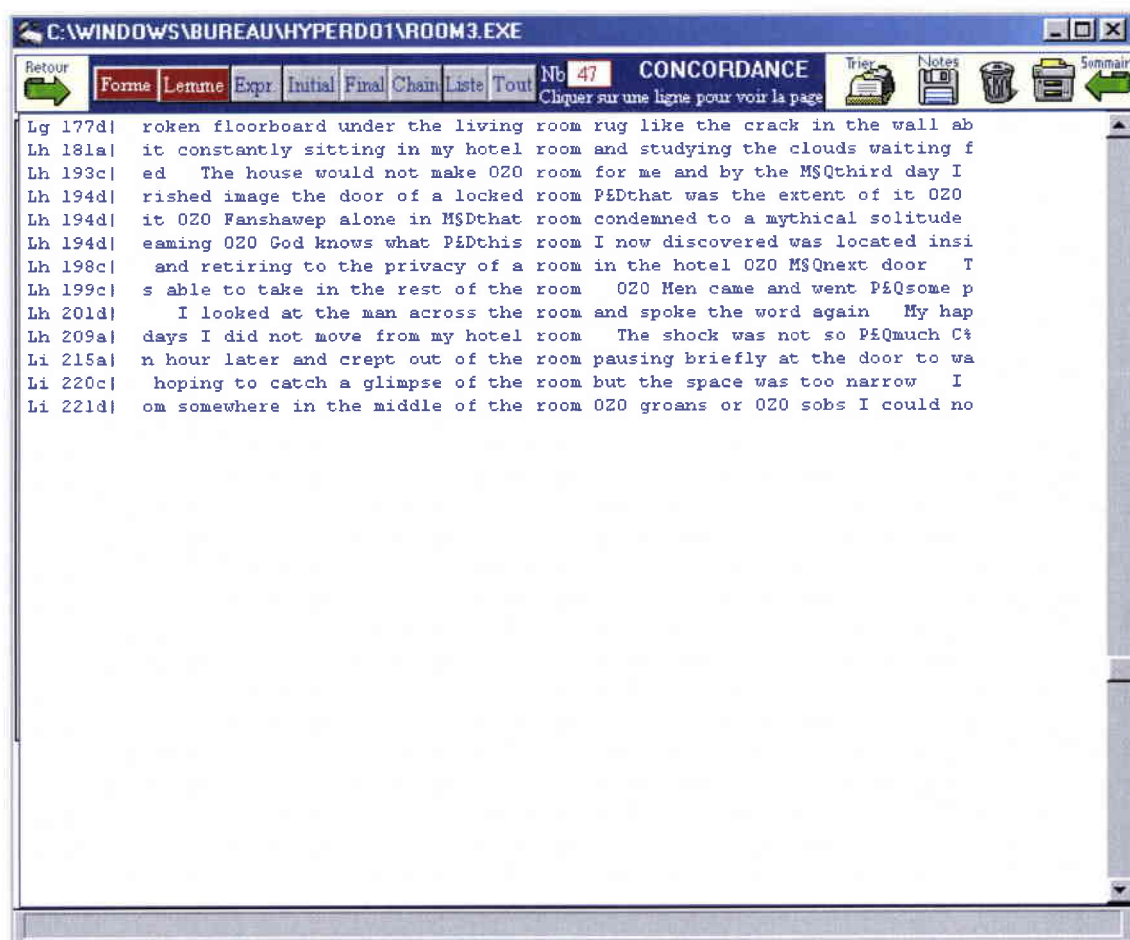 C:\WINDOWS\BUREAU\HYPERDO1\ROOM3.EXE
Retour
Forme Lemme Expr. Initial Final Chain Liste Tout
Nb 47 CONCORDANCE
Cliquer sur une ligne pour voir la page
Trier Notes Sommair
Lg 177d| roken floorboard under the living room rug like the crack in the wall ab
Lh 181a| it constantly sitting in my hotel room and studying the clouds waiting f
Lh 193c| ed The house would not make OZO room for me and by the M§Qthird day I
Lh 194d| rished image the door of a locked room P£Dthat was the extent of it OZO
Lh 194d| it OZO Fanshawep alone in M§Dthat room condemned to a mythical solitude
Lh 194d| eaming OZO God knows what P£Dthis room I now discovered was located insi
Lh 198c| and retiring to the privacy of a room in the hotel OZO M§Qnext door T
Lh 199c| s able to take in the rest of the room OZO Men came and went P£Qsome p
Lh 201d| I looked at the man across the room and spoke the word again My hap
Lh 209a| days I did not move from my hotel room The shock was not so P£Qmuch C%
Li 215a| n hour later and crept out of the room pausing briefly at the door to wa
Li 220c| hoping to catch a glimpse of the room but the space was too narrow I
Li 221d| om somewhere in the middle of the room OZO groans or OZO sobs I could no